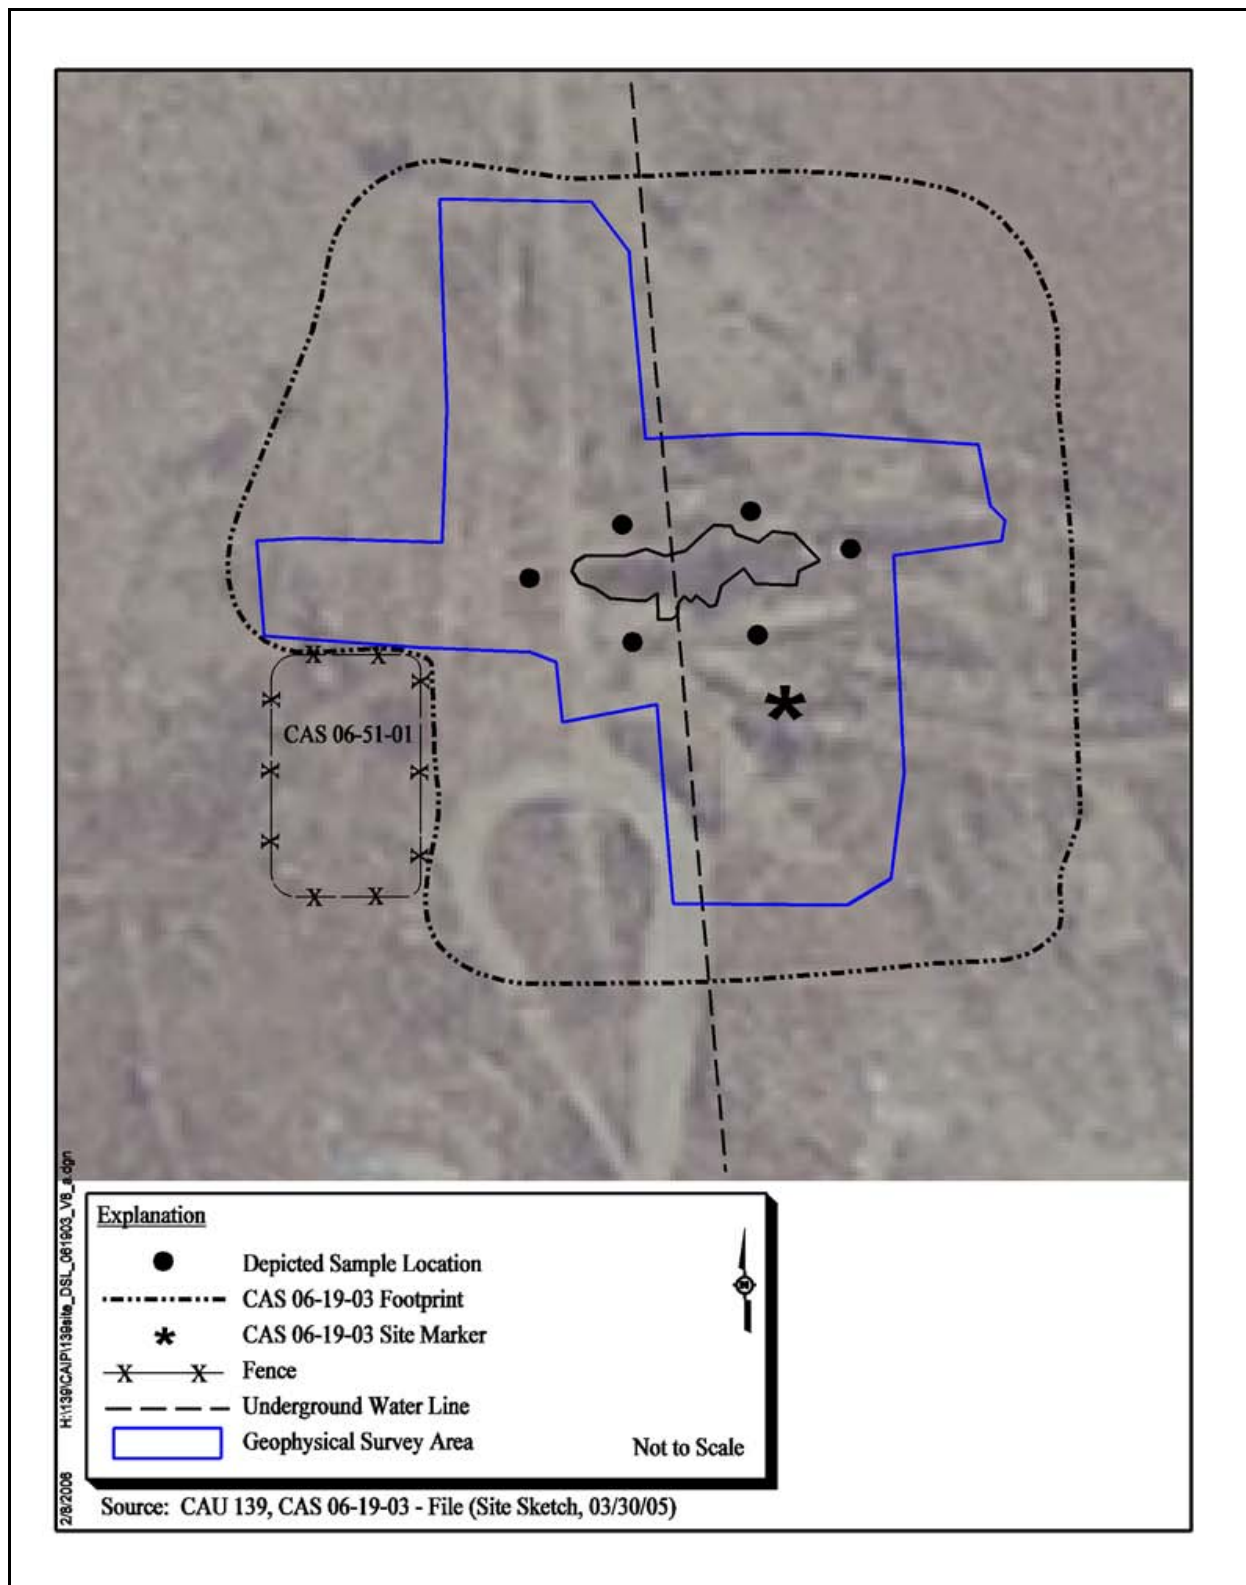 CAS 06-51-01
X X
X X
X X
X X
X X
Explanation
Depicted Sample Location
CAS 06-19-03 Footprint
* CAS 06-19-03 Site Marker
X X Fence
Underground Water Line
Geophysical Survey Area
Not to Scale
Source: CAU 139, CAS 06-19-03 - File (Site Sketch, 03/30/05)
2/8/2006 H:\139\CAIP\139site_DSL_061903_V8_a.dgn